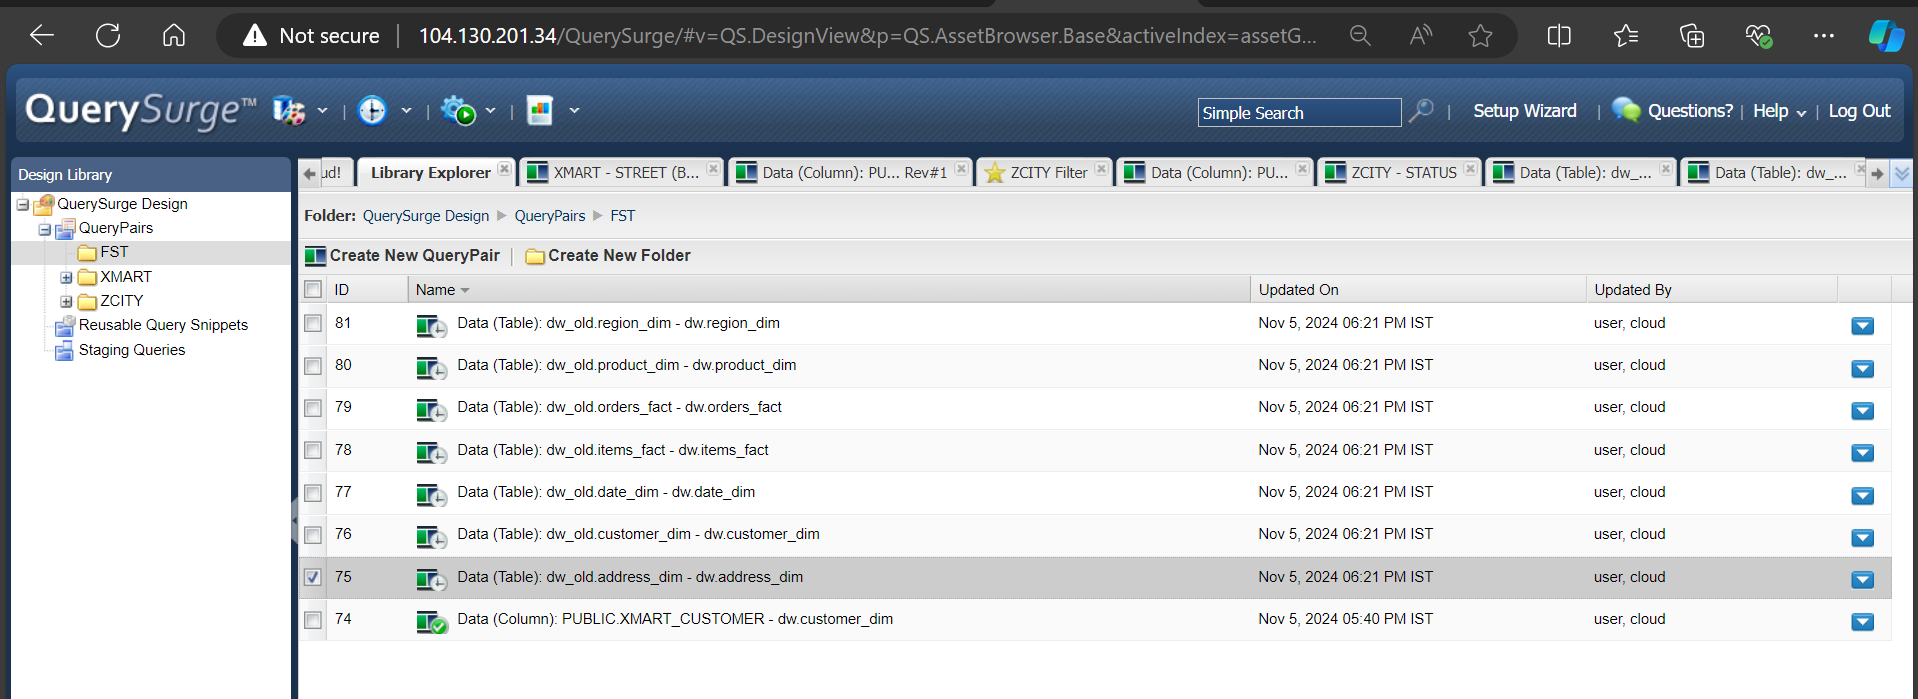 Not secure | 104.130.201.34/QuerySurge/#v=QS.DesignView&p=QS.AssetBrowser.Base&activeIndex=assetG...
QuerySurge™ Simple Search Setup Wizard | Questions? | Help | Log Out
Design Library
QuerySurge Design
QueryPairs
FST
XMART
ZCITY
Reusable Query Snippets
Staging Queries
ud! Library Explorer XMART - STREET (B... Data (Column): PU... Rev#1 ZCITY Filter Data (Column): PU... ZCITY - STATUS Data (Table): dw_... Data (Table): dw_...
Folder: QuerySurge Design QueryPairs FST
Create New QueryPair | Create New Folder
ID Name Updated On Updated By
81 Data (Table): dw_old.region_dim - dw.region_dim Nov 5, 2024 06:21 PM IST user, cloud
80 Data (Table): dw_old.product_dim - dw.product_dim Nov 5, 2024 06:21 PM IST user, cloud
79 Data (Table): dw_old.orders_fact - dw.orders_fact Nov 5, 2024 06:21 PM IST user, cloud
78 Data (Table): dw_old.items_fact - dw.items_fact Nov 5, 2024 06:21 PM IST user, cloud
77 Data (Table): dw_old.date_dim - dw.date_dim Nov 5, 2024 06:21 PM IST user, cloud
76 Data (Table): dw_old.customer_dim - dw.customer_dim Nov 5, 2024 06:21 PM IST user, cloud
75 Data (Table): dw_old.address_dim - dw.address_dim Nov 5, 2024 06:21 PM IST user, cloud
74 Data (Column): PUBLIC.XMART_CUSTOMER - dw.customer_dim Nov 5, 2024 05:40 PM IST user, cloud